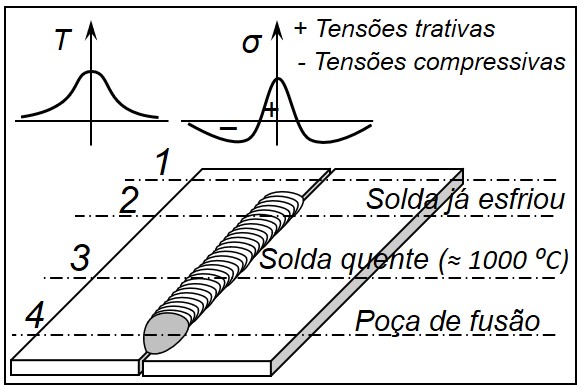 T
σ
+ Tensões trativas
- Tensões compressivas
+
–
1
2
Solda já esfriou
3
Solda quente (≈ 1000 ºC)
4
Poça de fusão